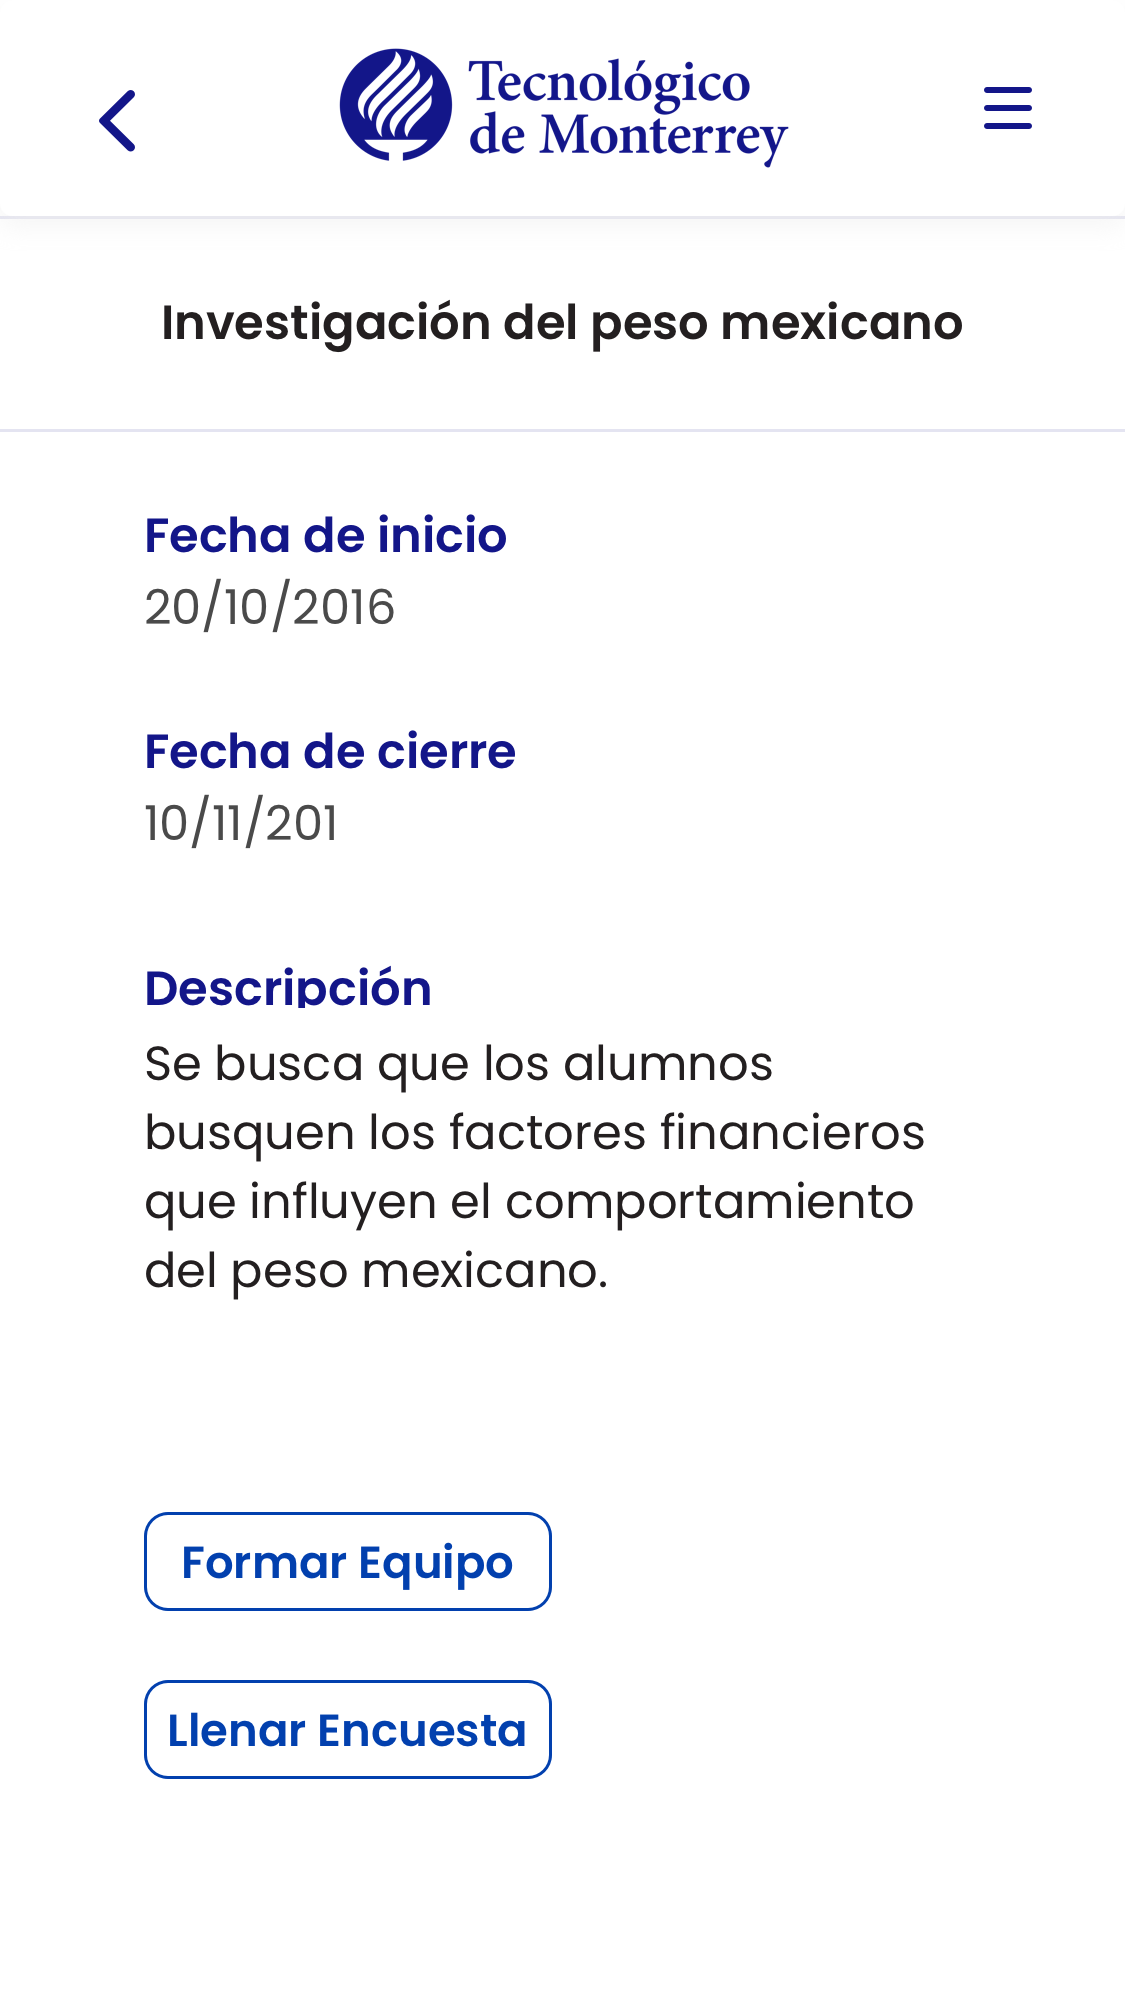 Tecnológico
de Monterrey
Investigación del peso mexicano
Fecha de inicio
20/10/2016
Fecha de cierre
10/11/201
Descripción
Se busca que los alumnos
busquen los factores financieros
que influyen el comportamiento
del peso mexicano.
Formar Equipo
Llenar Encuesta